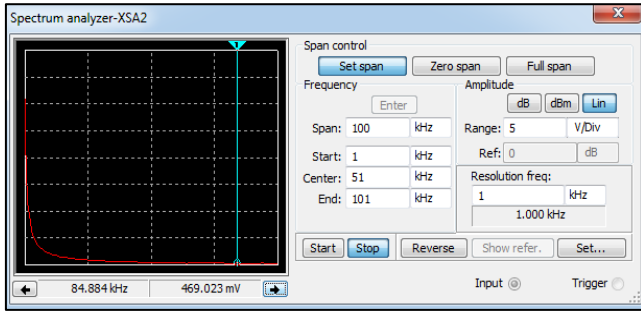 Spectrum analyzer-XSA2
1
Span control
Set span Zero span Full span
Frequency
Enter
Span: 100 kHz
Start: 1 kHz
Center: 51 kHz
End: 101 kHz
Amplitude
dB dBm Lin
Range: 5 V/Div
Ref: 0 dB
Resolution freq:
1 kHz
1.000 kHz
Start Stop Reverse Show refer. Set...
84.884 kHz 469.023 mV
Input Trigger